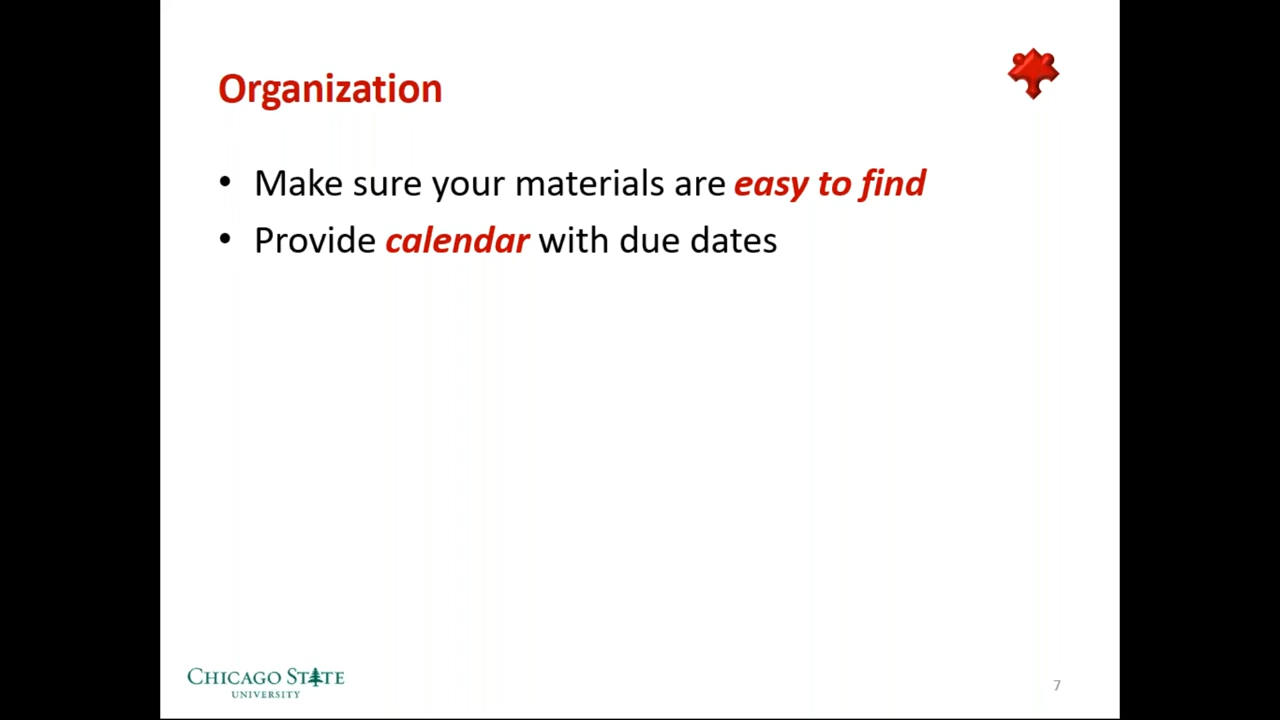 Organization
• Make sure your materials are easy to find
• Provide calendar with due dates
CHICAGO STATE
UNIVERSITY
7